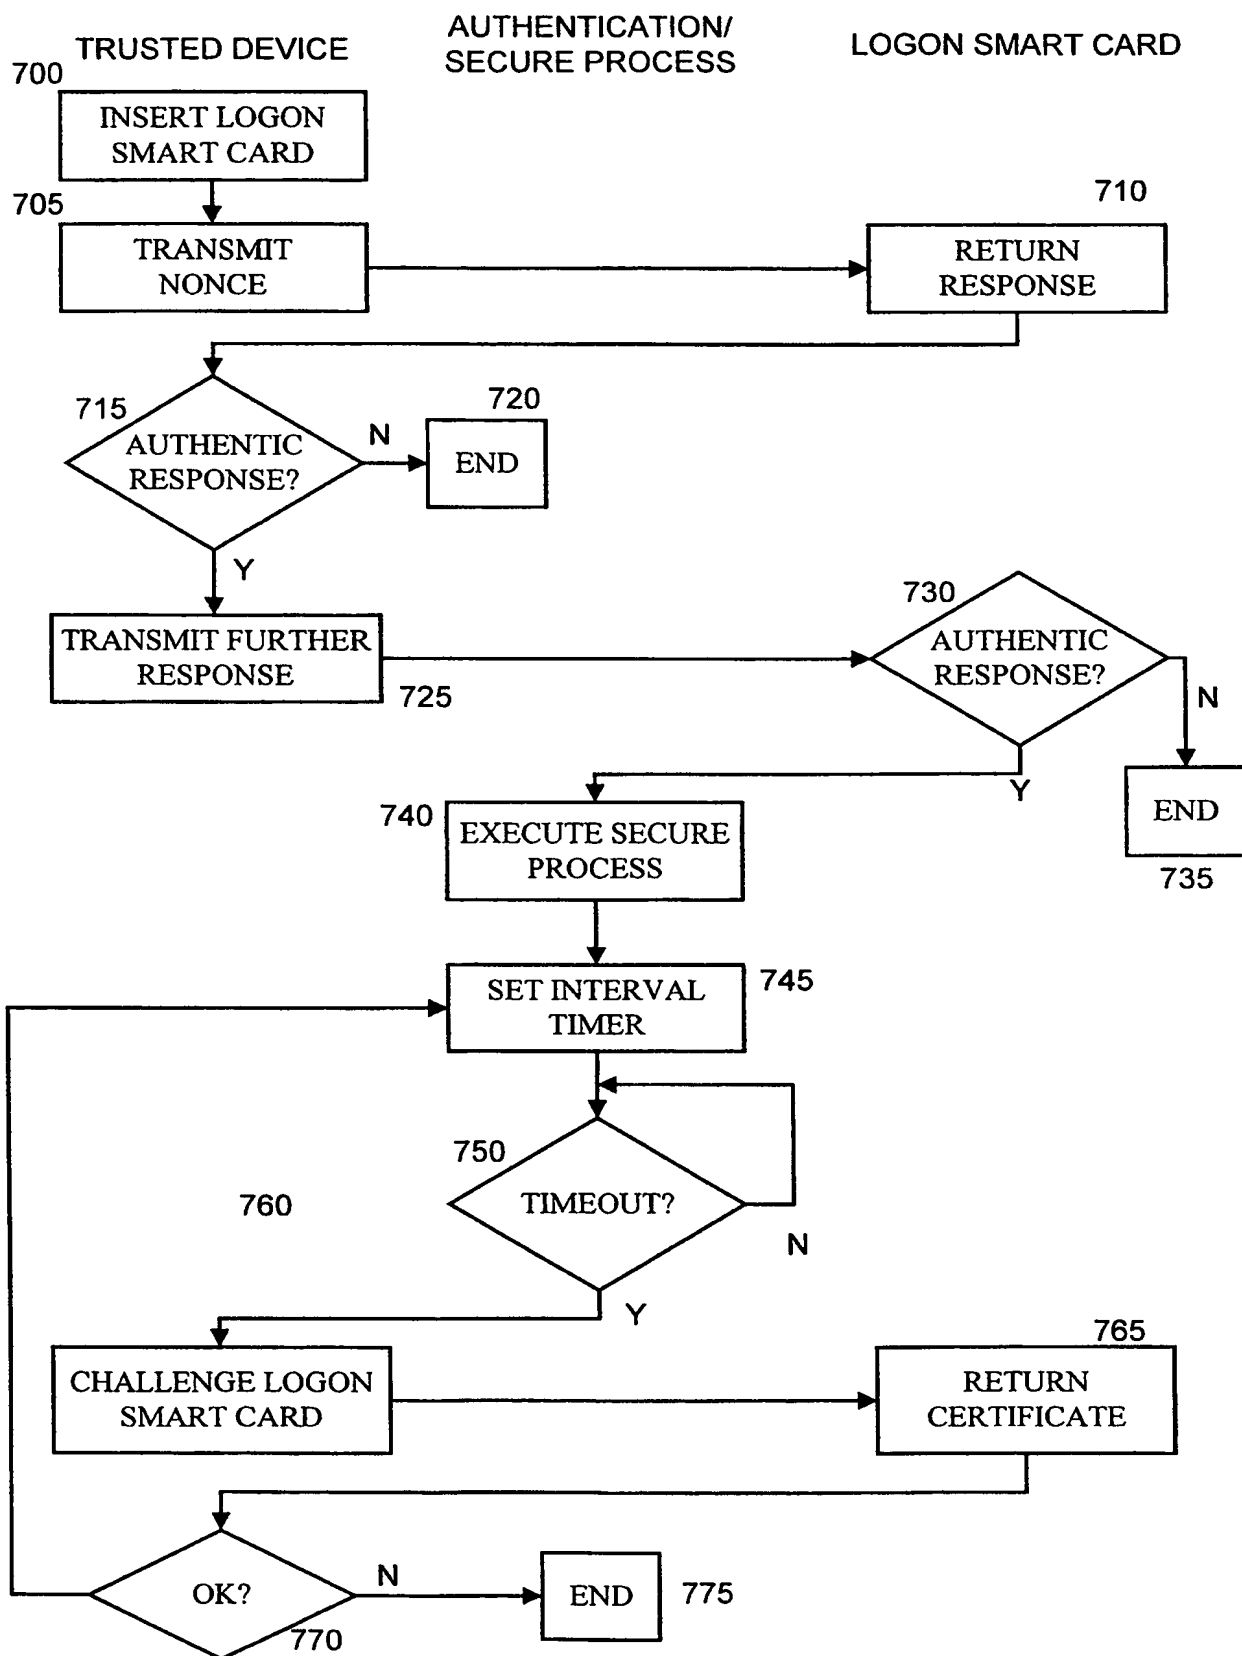 TRUSTED DEVICE
AUTHENTICATION/
SECURE PROCESS
LOGON SMART CARD
700
INSERT LOGON
SMART CARD
705
TRANSMIT
NONCE
710
RETURN
RESPONSE
715
AUTHENTIC
RESPONSE?
N
720
END
Y
TRANSMIT FURTHER
RESPONSE
725
730
AUTHENTIC
RESPONSE?
N
Y
END
735
740
EXECUTE SECURE
PROCESS
SET INTERVAL
TIMER
745
750
TIMEOUT?
N
Y
760
CHALLENGE LOGON
SMART CARD
765
RETURN
CERTIFICATE
OK?
770
N
END
775